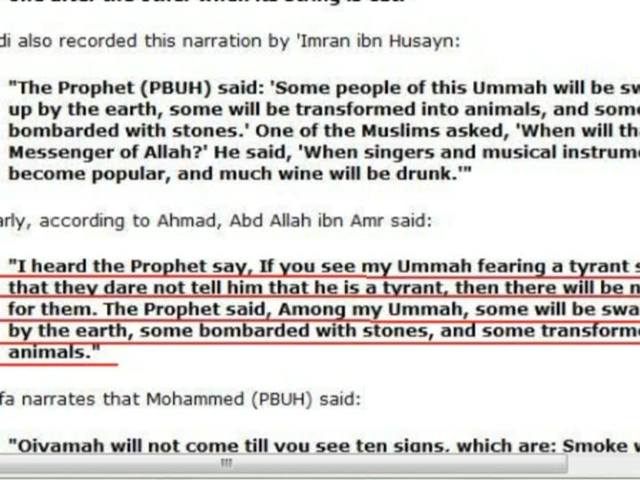 di also recorded this narration by 'Imran ibn Husayn:
"The Prophet (PBUH) said: 'Some people of this Ummah will be sw
up by the earth, some will be transformed into animals, and some
bombarded with stones.' One of the Muslims asked, 'When will th
Messenger of Allah?' He said, 'When singers and musical instrum
become popular, and much wine will be drunk.'"
arly, according to Ahmad, Abd Allah ibn Amr said:
"I heard the Prophet say, If you see my Ummah fearing a tyrant s
that they dare not tell him that he is a tyrant, then there will be n
for them. The Prophet said, Among my Ummah, some will be swa
by the earth, some bombarded with stones, and some transform
animals."
fa narrates that Mohammed (PBUH) said:
"Qiyamah will not come till you see ten signs, which are: Smoke w